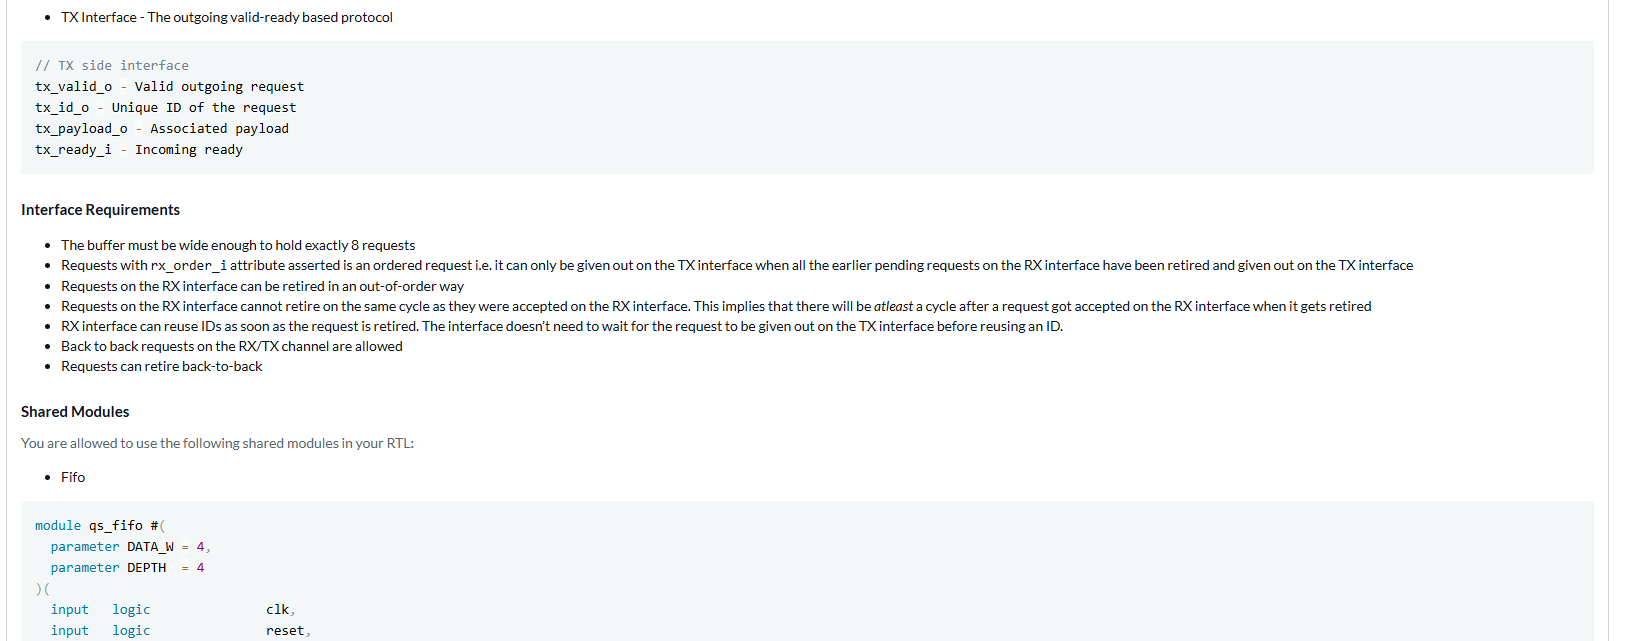 • TX Interface - The outgoing valid-ready based protocol
// TX side interface
tx_valid_o - Valid outgoing request
tx_id_o - Unique ID of the request
tx_payload_o - Associated payload
tx_ready_i - Incoming ready
Interface Requirements
• The buffer must be wide enough to hold exactly 8 requests
• Requests with rx_order_i attribute asserted is an ordered request i.e. it can only be given out on the TX interface when all the earlier pending requests on the RX interface have been retired and given out on the TX interface
• Requests on the RX interface can be retired in an out-of-order way
• Requests on the RX interface cannot retire on the same cycle as they were accepted on the RX interface. This implies that there will be atleast a cycle after a request got accepted on the RX interface when it gets retired
• RX interface can reuse IDs as soon as the request is retired. The interface doesn't need to wait for the request to be given out on the TX interface before reusing an ID.
• Back to back requests on the RX/TX channel are allowed
• Requests can retire back-to-back
Shared Modules
You are allowed to use the following shared modules in your RTL:
• Fifo
module qs_fifo #(
  parameter DATA_W = 4,
  parameter DEPTH  = 4
)(
  input   logic               clk,
  input   logic               reset,